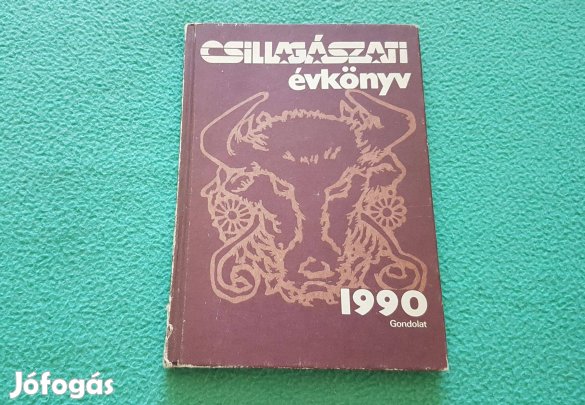 CSILLAGÁSZATI
évkönyv
1990
Gondolat
Jófogás